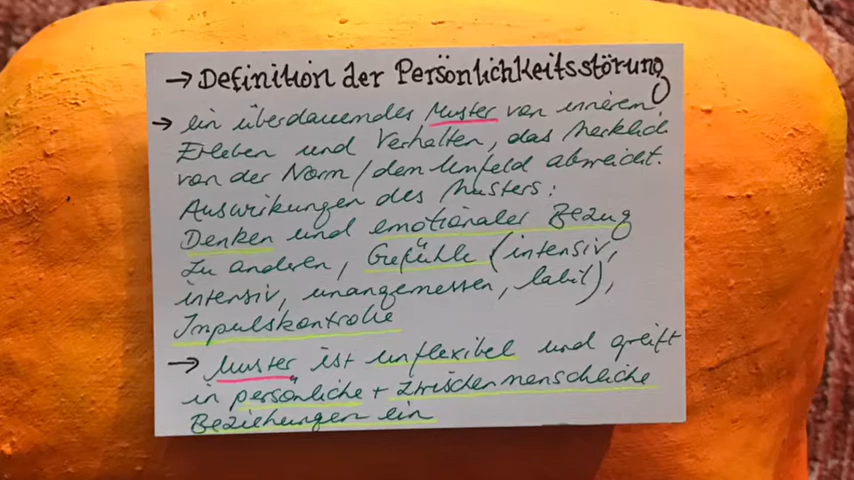 → Definition der Persönlichkeitsstörung
→ ein überdauerndes Muster von innerem
Erleben und Verhalten, das merklich
von der Norm / dem Umfeld abweicht.
Auswirkungen des Musters:
Denken und emotionaler Bezug
zu anderen, Gefühle (intensiv,
intensiv, unangemessen, labil),
Impulskontrolle
→ Muster ist unflexibel und greift
in persönliche + zwischenmenschliche
Beziehungen ein